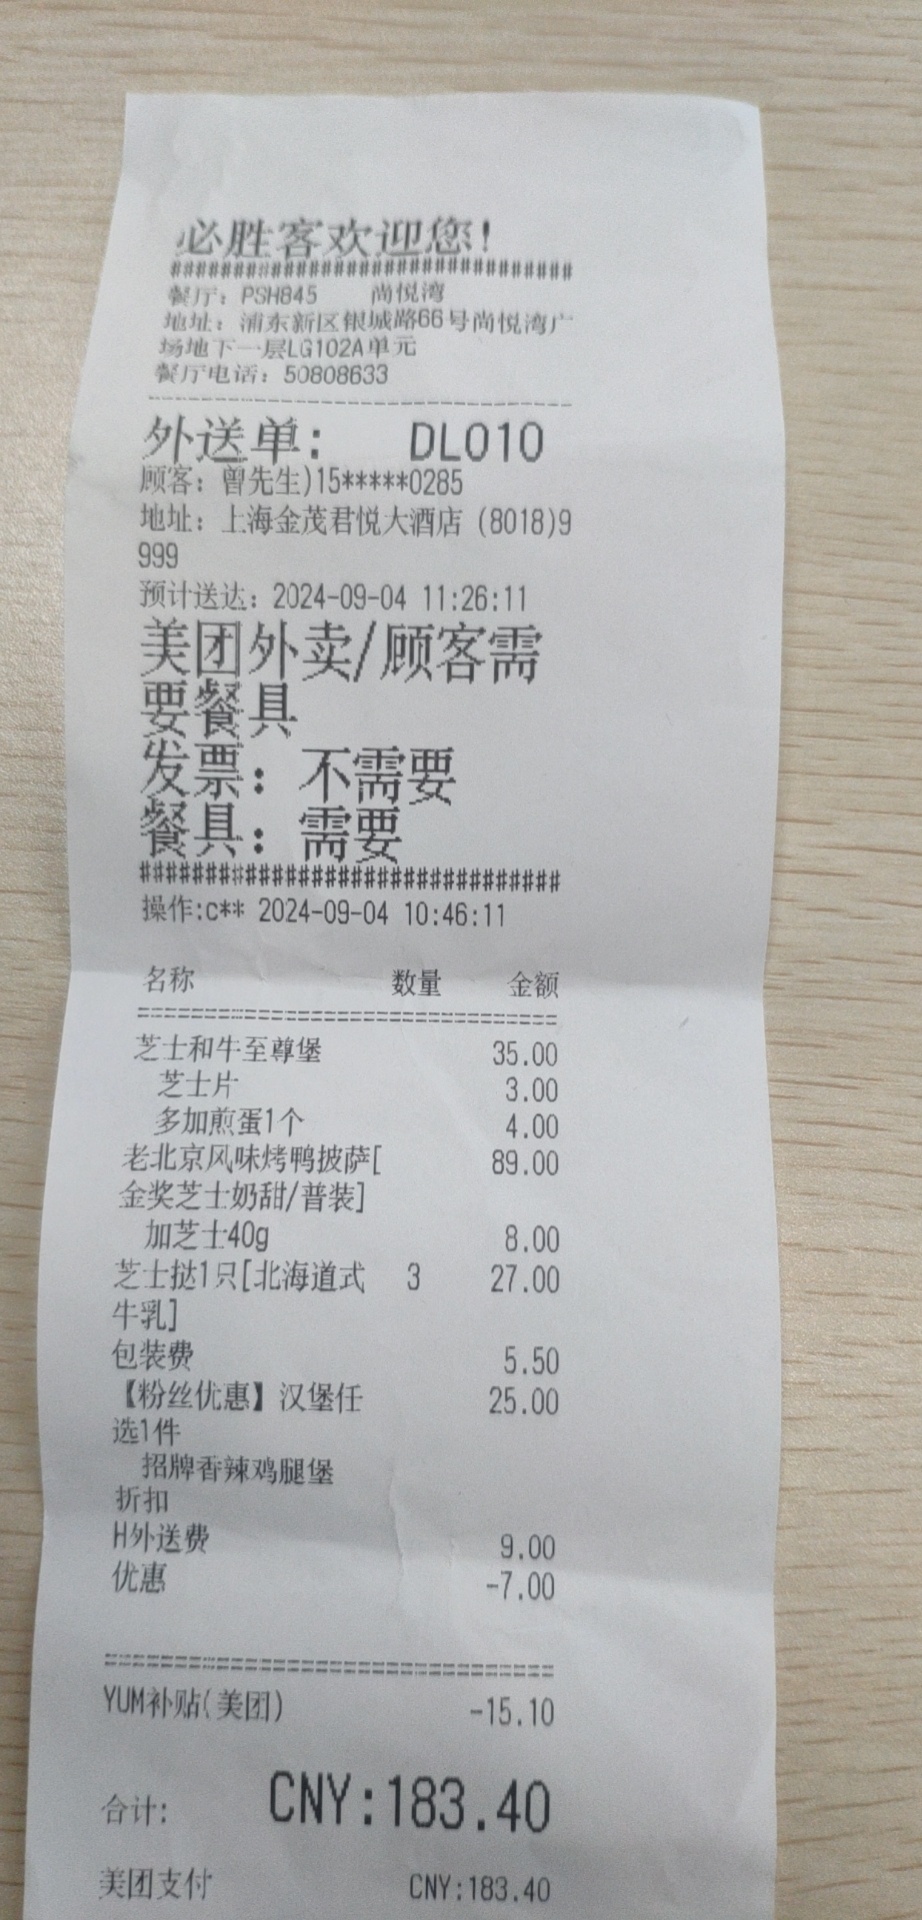 必胜客欢迎您!
################################
餐厅: PSH845 尚悦湾
地址: 浦东新区银城路66号尚悦湾广
场地下一层LG102A单元
餐厅电话: 50808633
--------------------------------
外送单: DL010
顾客: 曾先生)15*****0285
地址: 上海金茂君悦大酒店 (8018)9
999
预计送达: 2024-09-04 11:26:11
美团外卖/顾客需
要餐具
发票: 不需要
餐具: 需要
################################
操作:c** 2024-09-04 10:46:11
名称 数量 金额
================================
芝士和牛至尊堡 35.00
芝士片 3.00
多加煎蛋1个 4.00
老北京风味烤鸭披萨[ 89.00
金奖芝士奶甜/普装]
加芝士40g 8.00
芝士挞1只[北海道式 3 27.00
牛乳]
包装费 5.50
【粉丝优惠】汉堡任 25.00
选1件
招牌香辣鸡腿堡
折扣
H外送费 9.00
优惠 -7.00
================================
YUM补贴(美团) -15.10
合计: CNY:183.40
美团支付 CNY:183.40